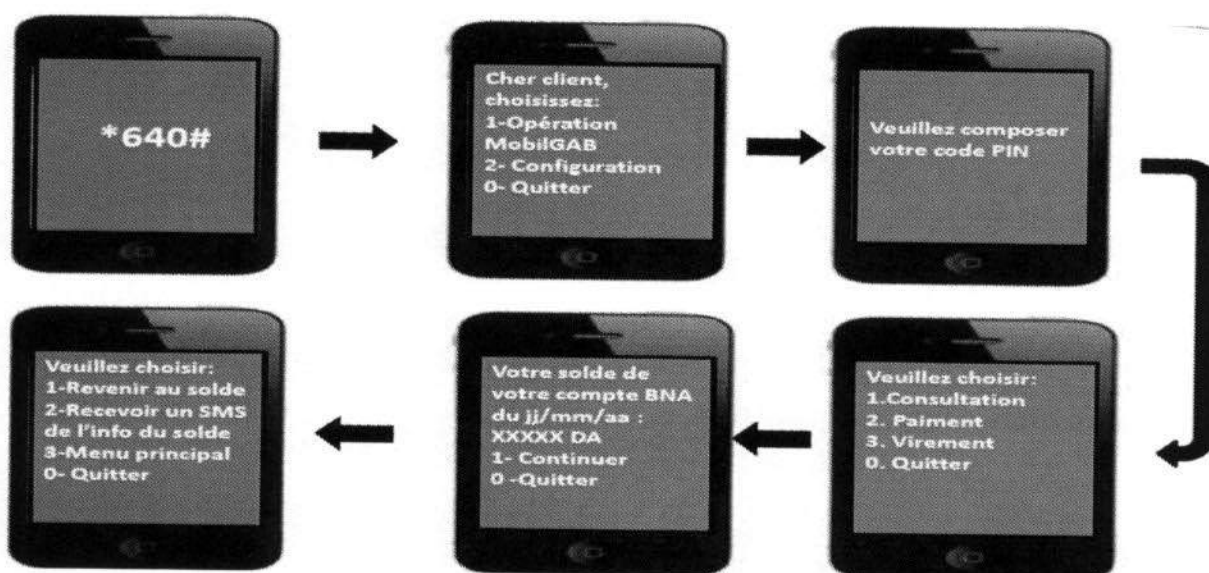 *640#
Cher client,
choisissez:
1-Opération
MobilGAB
2- Configuration
0- Quitter
Veuillez composer
votre code PIN
Veuillez choisir:
1.Consultation
2. Paiment
3. Virement
0. Quitter
Votre solde de
votre compte BNA
du jj/mm/aa :
XXXXX DA
1- Continuer
0 -Quitter
Veuillez choisir:
1-Revenir au solde
2-Recevoir un SMS
de l'info du solde
3-Menu principal
0- Quitter